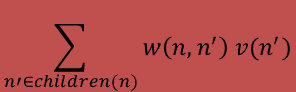 ∑ w(n, n′) v(n′)
n′∈children(n)